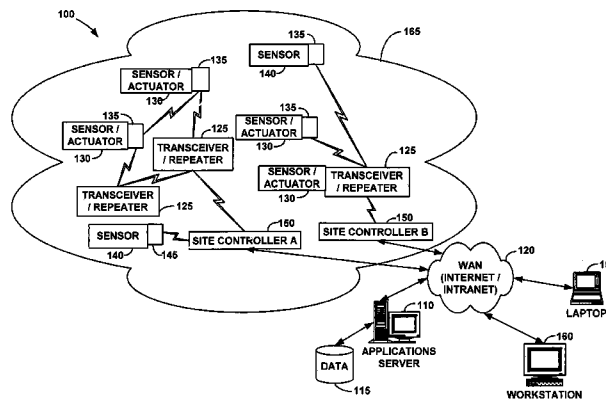 100
135
165
SENSOR
140
135
SENSOR /
ACTUATOR
130
135
SENSOR /
ACTUATOR
130
125
TRANSCEIVER
/ REPEATER
135
SENSOR /
ACTUATOR
130
125
SENSOR /
ACTUATOR
130
TRANSCEIVER
/ REPEATER
TRANSCEIVER
/ REPEATER
125
150
SITE CONTROLLER A
150
SITE CONTROLLER B
SENSOR
140
145
120
WAN
(INTERNET /
INTRANET)
LAPTOP
110
APPLICATIONS
SERVER
DATA
115
160
WORKSTATION